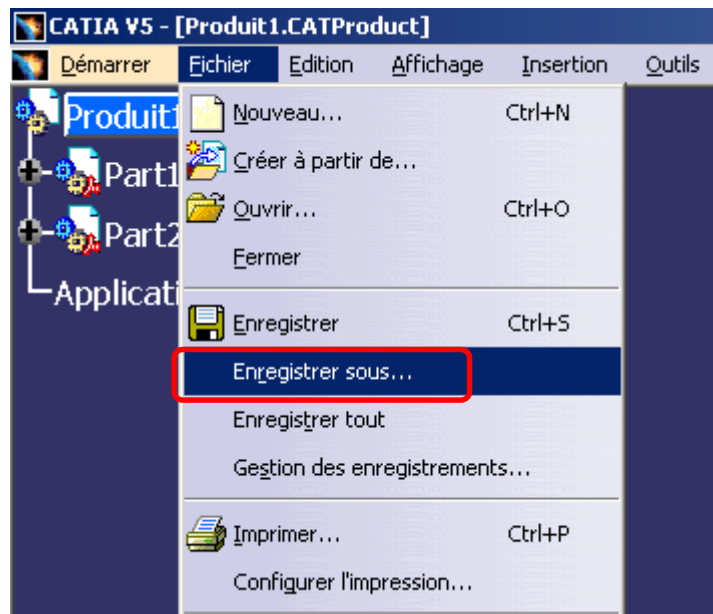 CATIA V5 - [Produit1.CATProduct]
Démarrer Fichier Edition Affichage Insertion Outils
Produit1
Part1
Part2
Applicati
Nouveau... Ctrl+N
Créer à partir de...
Ouvrir... Ctrl+O
Fermer
Enregistrer Ctrl+S
Enregistrer sous...
Enregistrer tout
Gestion des enregistrements...
Imprimer... Ctrl+P
Configurer l'impression...